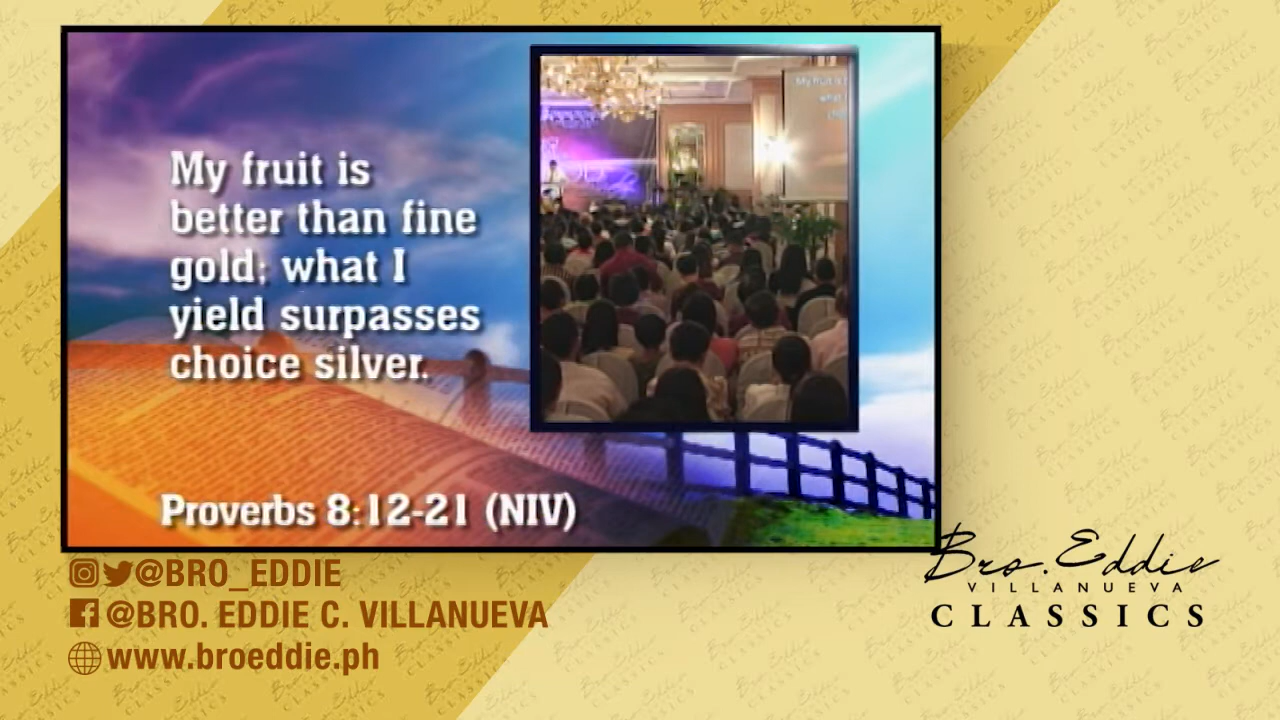 My fruit is
better than fine
gold; what I
yield surpasses
choice silver.
Proverbs 8:12-21 (NIV)
@BRO_EDDIE
@BRO. EDDIE C. VILLANUEVA
www.broeddie.ph
Bro. Eddie
VILLANUEVA
CLASSICS